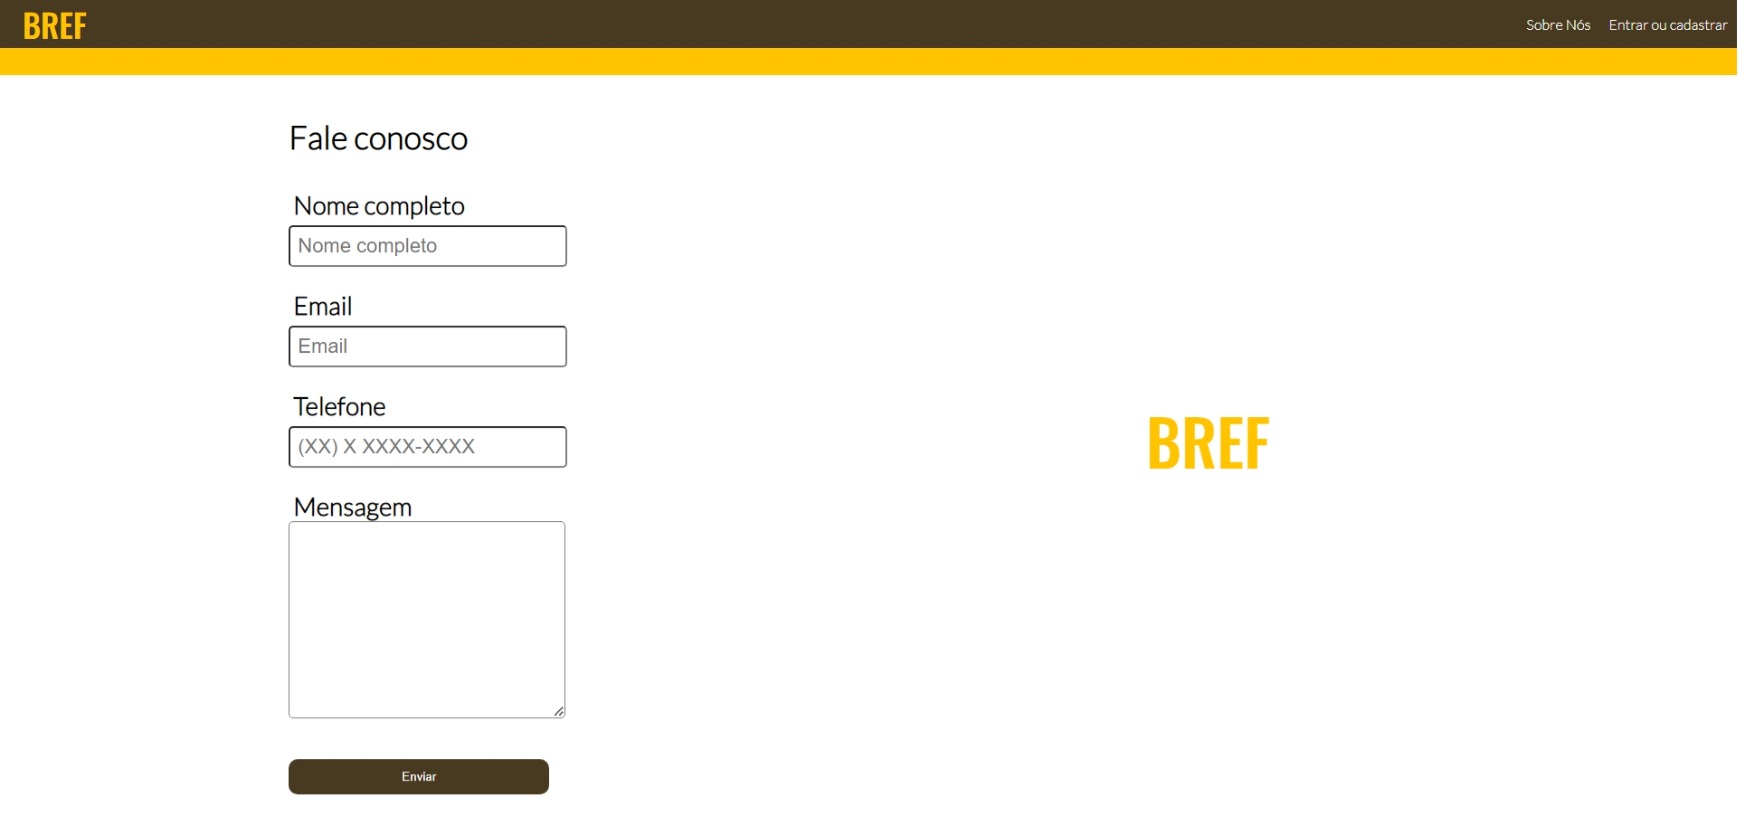 BREF
Sobre Nós
Entrar ou cadastrar
Fale conosco
Nome completo
Nome completo
Email
Email
Telefone
(XX) X XXXX-XXXX
Mensagem
Enviar
BREF